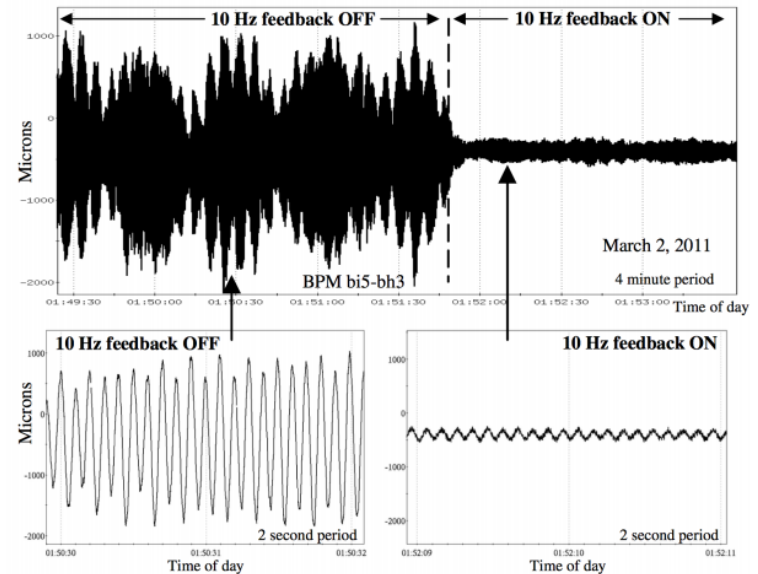 10 Hz feedback OFF
10 Hz feedback ON
1000
0
-1000
-2000
Microns
March 2, 2011
BPM bi5-bh3
4 minute period
01:49:30 01:50:00 01:50:30 01:51:00 01:51:30 01:52:00 01:52:30 01:53:00
Time of day
10 Hz feedback OFF
1000
0
-1000
-2000
Microns
2 second period
01:50:30 01:50:31 01:50:32
Time of day
10 Hz feedback ON
1000
0
-1000
-2000
2 second period
01:52:09 01:52:10 01:52:11
Time of day